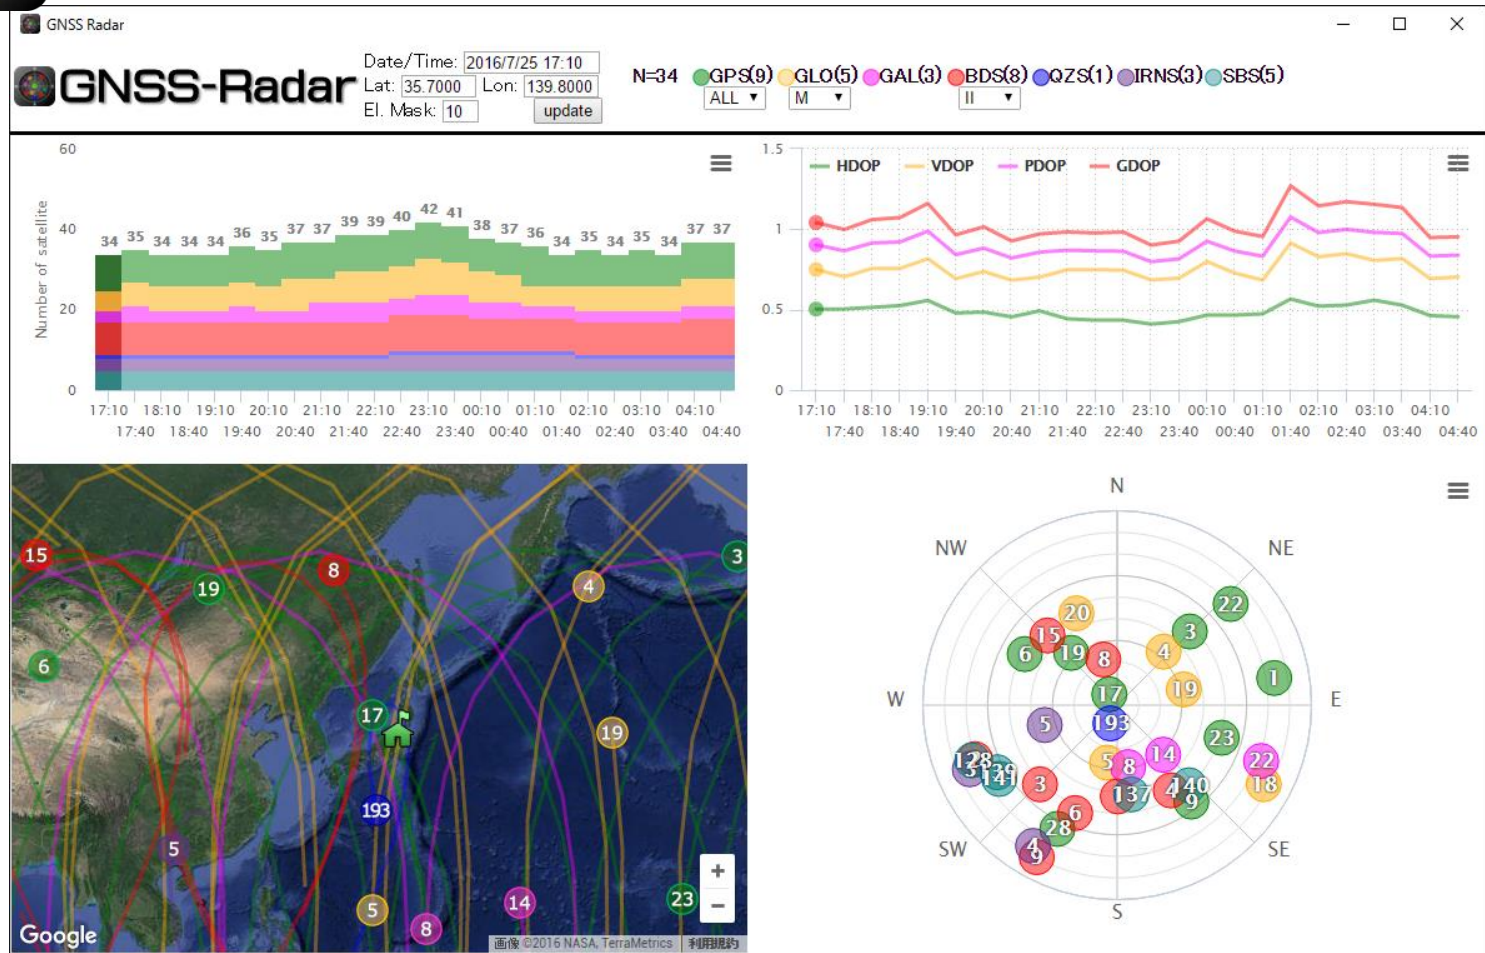 GNSS Radar
GNSS-Radar
Date/Time: 2016/7/25 17:10
Lat: 35.7000 Lon: 139.8000
El. Mask: 10 update
N=34 GPS(9) GLO(5) GAL(3) BDS(8) QZS(1) IRNS(3) SBS(5)
ALL M II
Number of satellite
60
40
20
0
34 35 34 34 34 36 35 37 37 39 39 40 42 41 38 37 36 34 35 34 35 34 37 37
17:10 18:10 19:10 20:10 21:10 22:10 23:10 00:10 01:10 02:10 03:10 04:10
17:40 18:40 19:40 20:40 21:40 22:40 23:40 00:40 01:40 02:40 03:40 04:40
HDOP VDOP PDOP GDOP
1.5
1
0.5
0
17:10 18:10 19:10 20:10 21:10 22:10 23:10 00:10 01:10 02:10 03:10 04:10
17:40 18:40 19:40 20:40 21:40 22:40 23:40 00:40 01:40 02:40 03:40 04:40
15 8 3
19 4
6
17 19
193
5
5 14 23
8
+
−
Google
画像 ©2016 NASA, TerraMetrics 利用規約
N
NW NE
W E
SW SE
S
22
20 3
15
6 19 8 4
1
17 19
193
5 23
14
5 8 22
128 139
141
3 18
4 140
137 9
6
28
4
9